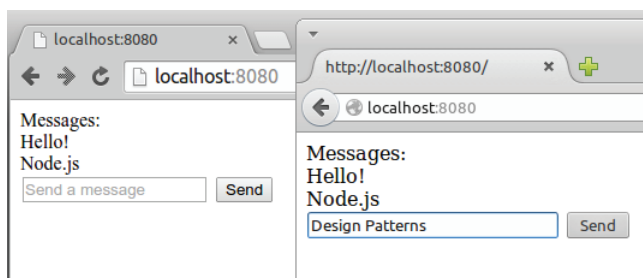 localhost:8080
localhost:8080
Messages:
Hello!
Node.js
Send a message
Send
http://localhost:8080/
localhost:8080
Messages:
Hello!
Node.js
Design Patterns
Send